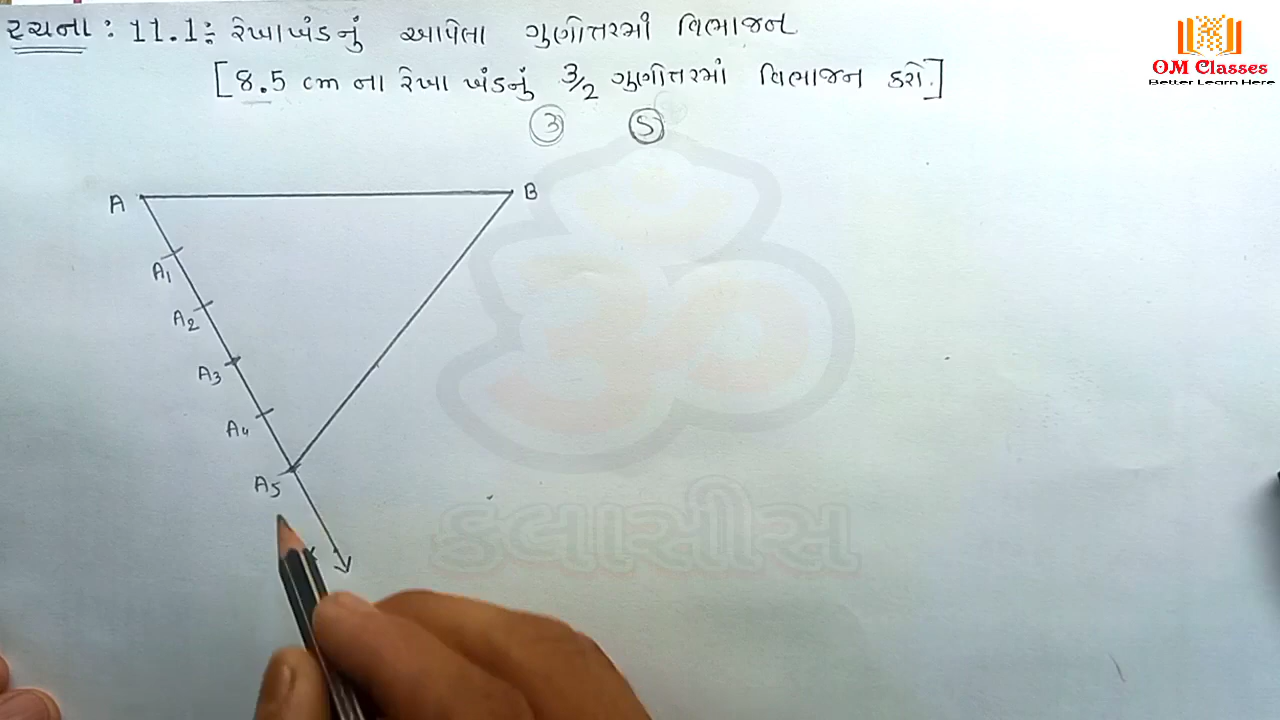 રચના : 11.1 : રેખાખંડનું આપેલા ગુણોત્તરમાં વિભાજન
[8.5 cm ના રેખા ખંડનું 3/2 ગુણોત્તરમાં વિભાજન કરો.]
3 5
A B
A1
A2
A3
A4
A5
OM Classes
Better Learn Here
ૐ
ક્લાસીસ